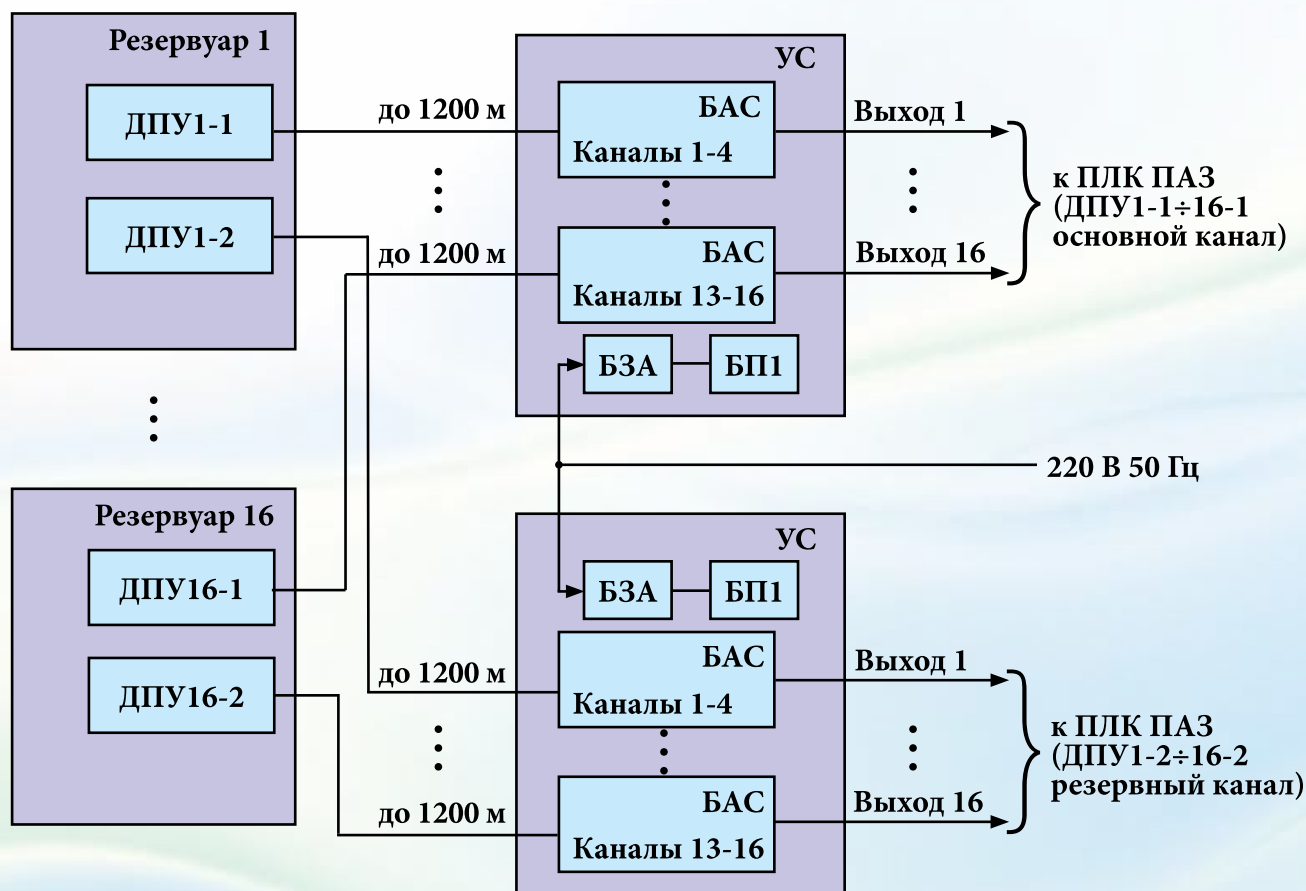 Резервуар 1
ДПУ1-1
ДПУ1-2
до 1200 м
до 1200 м
УС
БАС
Каналы 1-4
БАС
Каналы 13-16
БЗА
БП1
Выход 1
Выход 16
к ПЛК ПАЗ
(ДПУ1-1÷16-1
основной канал)
220 В 50 Гц
Резервуар 16
ДПУ16-1
ДПУ16-2
до 1200 м
до 1200 м
УС
БЗА
БП1
БАС
Каналы 1-4
БАС
Каналы 13-16
Выход 1
Выход 16
к ПЛК ПАЗ
(ДПУ1-2÷16-2
резервный канал)